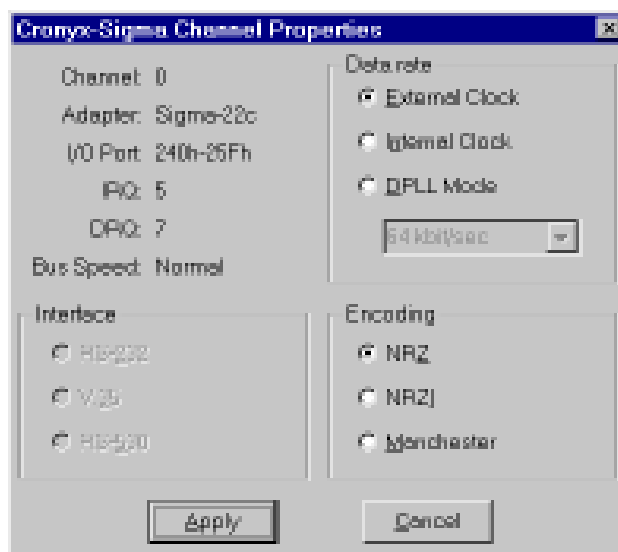 Cronyx-Sigma Channel Properties
Channel: 0
Adapter: Sigma-22c
I/O Port: 240h-25Fh
IRQ: 5
DRQ: 7
Bus Speed: Normal
Data rate
External Clock
Internal Clock
DPLL Mode
64 kbit/sec
Interface
RS-232
V.35
RS-530
Encoding
NRZ
NRZI
Manchester
Apply
Cancel